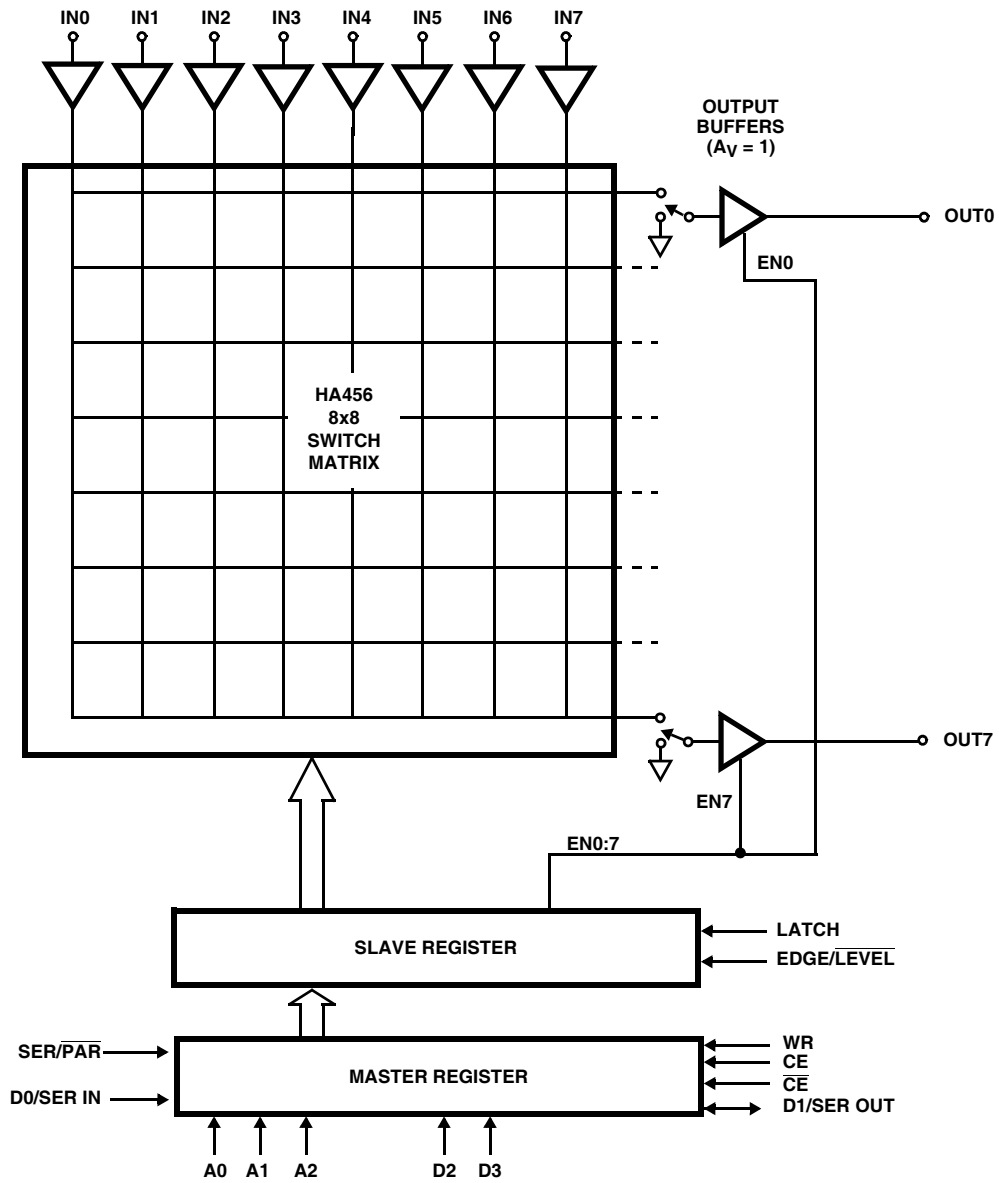 IN0 IN1 IN2 IN3 IN4 IN5 IN6 IN7
OUTPUT
BUFFERS
(AV = 1)
OUT0
EN0
HA456
8x8
SWITCH
MATRIX
OUT7
EN7
EN0:7
SLAVE REGISTER
LATCH
EDGE/LEVEL
SER/PAR
D0/SER IN
MASTER REGISTER
WR
CE
CE
D1/SER OUT
A0 A1 A2 D2 D3